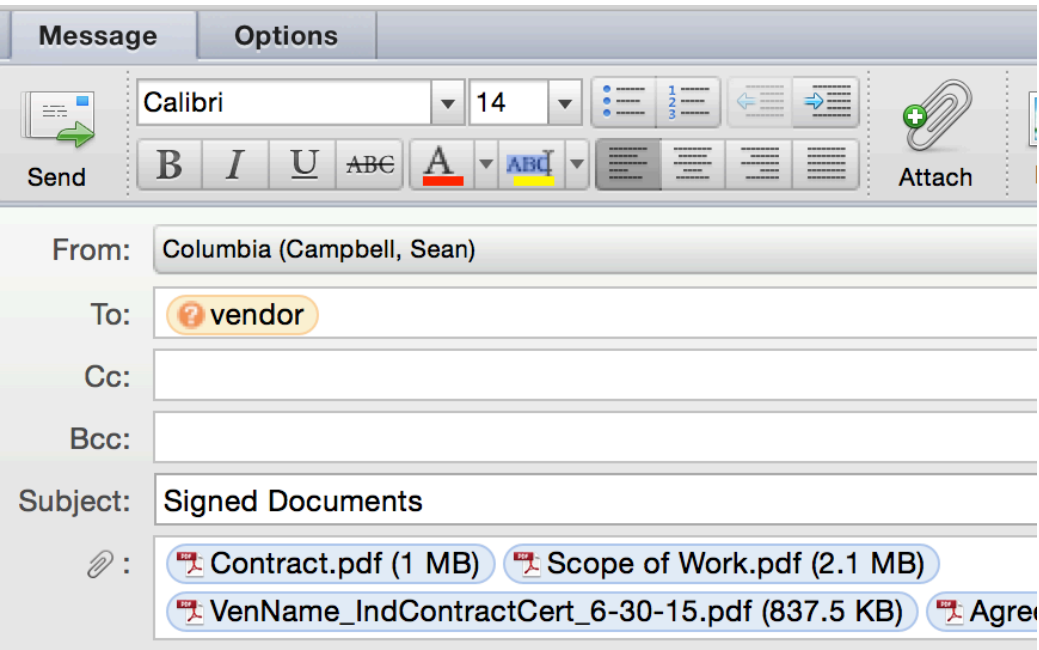 Message Options
Calibri 14
B I U ABC A ABC
Send Attach
From: Columbia (Campbell, Sean)
To: vendor
Cc:
Bcc:
Subject: Signed Documents
Contract.pdf (1 MB) Scope of Work.pdf (2.1 MB)
VenName_IndContractCert_6-30-15.pdf (837.5 KB)